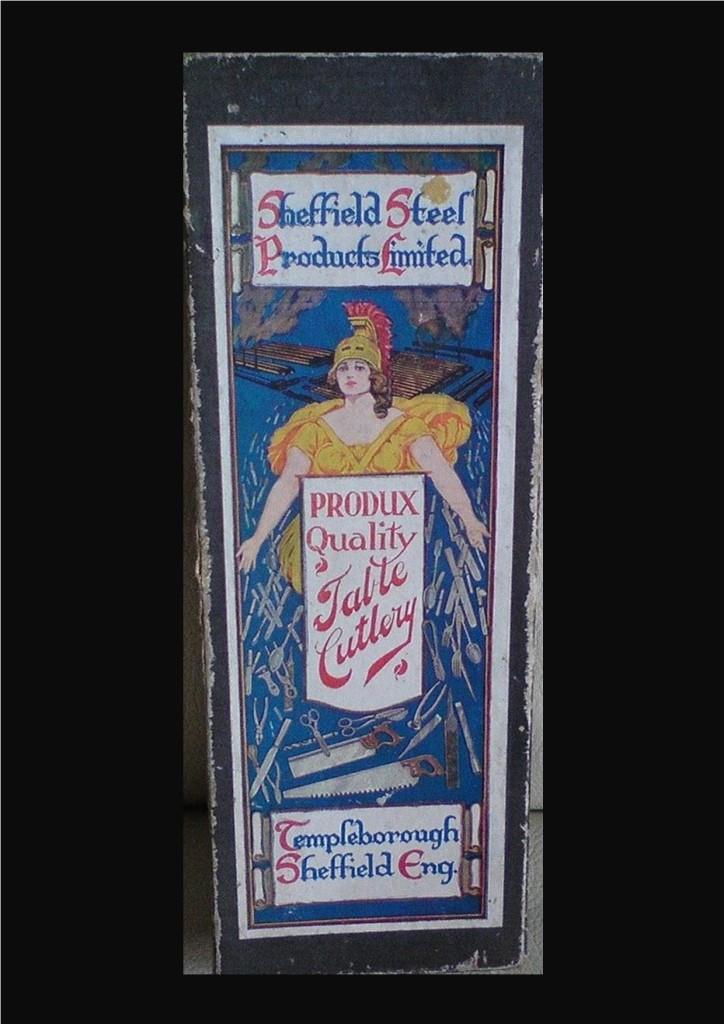 Sheffield Steel
Products Limited.
PRODUX
Quality
Table
Cutlery
Templeborough
Sheffield Eng.